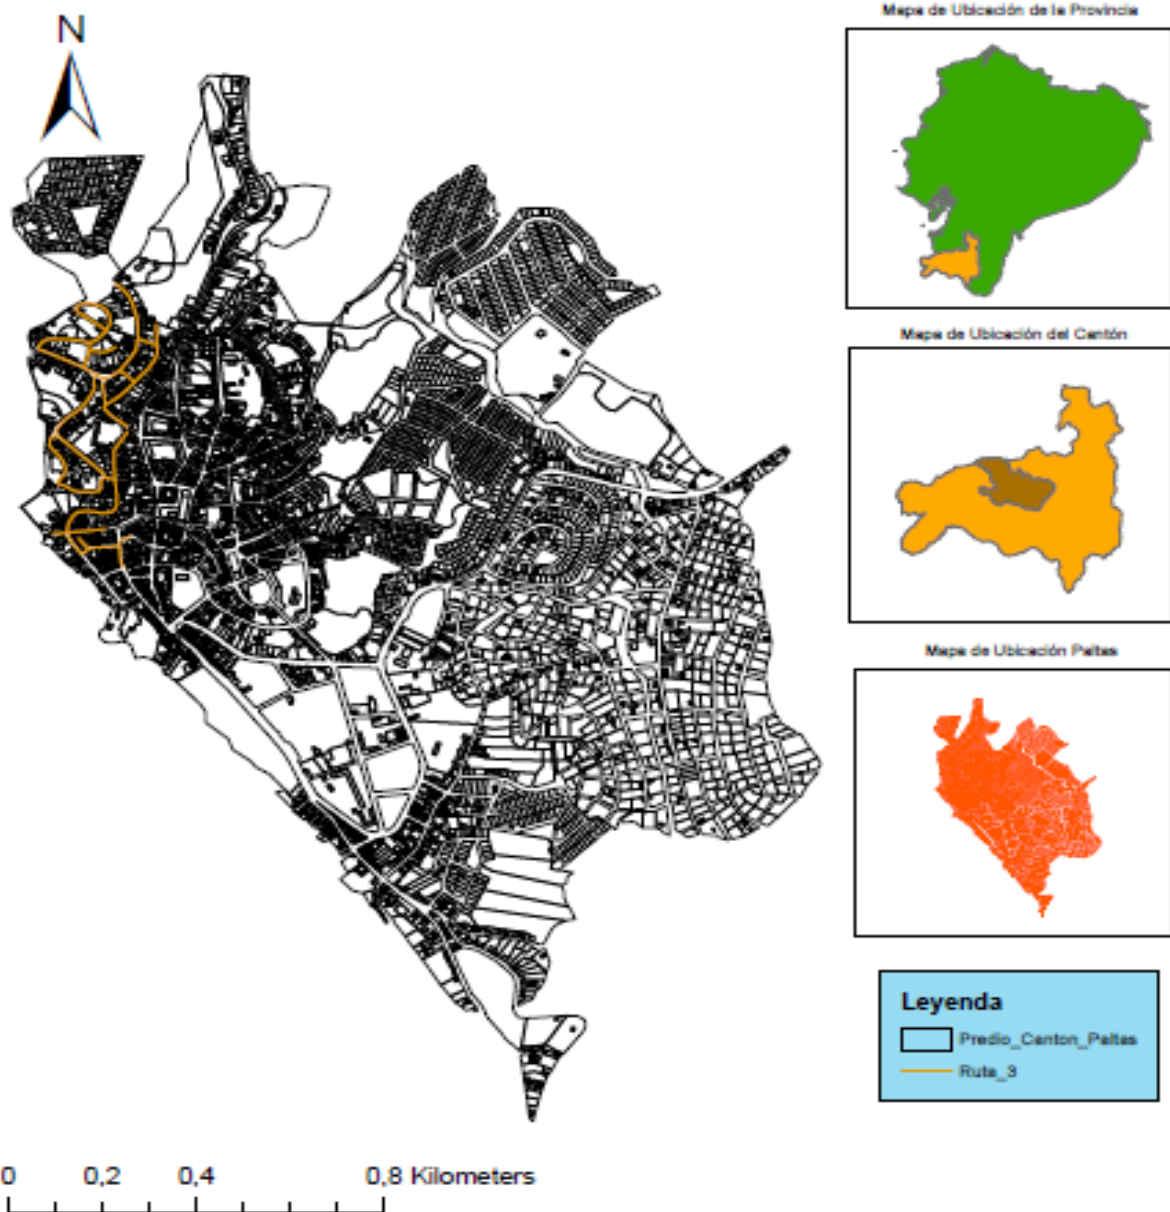 N
Mapa de Ubicación de la Provincia
Mapa de Ubicación del Cantón
Mapa de Ubicación Paltas
Leyenda
Predio_Canton_Paltas
Ruta_3
0 0,2 0,4 0,8 Kilometers